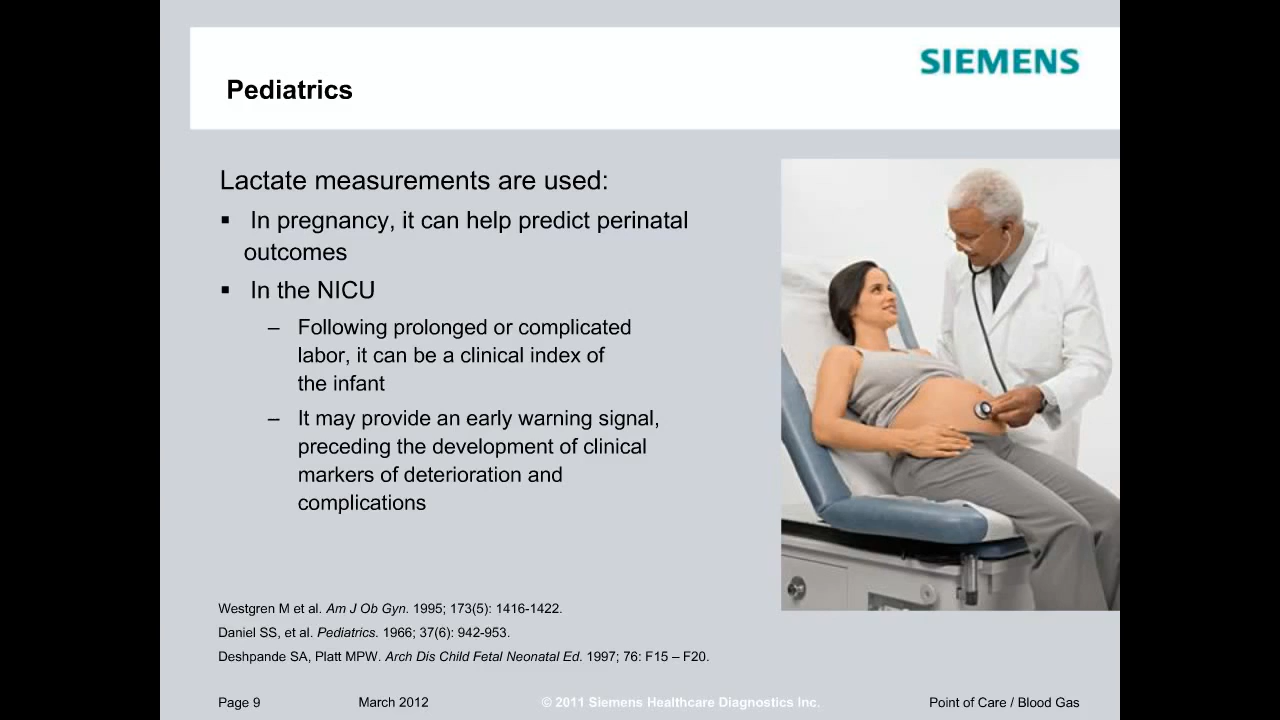 SIEMENS
Pediatrics
Lactate measurements are used:
▪ In pregnancy, it can help predict perinatal
outcomes
▪ In the NICU
– Following prolonged or complicated
labor, it can be a clinical index of
the infant
– It may provide an early warning signal,
preceding the development of clinical
markers of deterioration and
complications
Westgren M et al. Am J Ob Gyn. 1995; 173(5): 1416-1422.
Daniel SS, et al. Pediatrics. 1966; 37(6): 942-953.
Deshpande SA, Platt MPW. Arch Dis Child Fetal Neonatal Ed. 1997; 76: F15 – F20.
Page 9 March 2012 © 2011 Siemens Healthcare Diagnostics Inc. Point of Care / Blood Gas